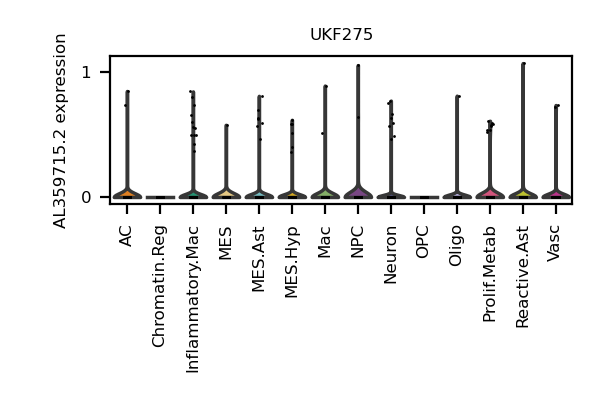 UKF275
AL359715.2 expression
1
0
AC
Chromatin.Reg
Inflammatory.Mac
MES
MES.Ast
MES.Hyp
Mac
NPC
Neuron
OPC
Oligo
Prolif.Metab
Reactive.Ast
Vasc